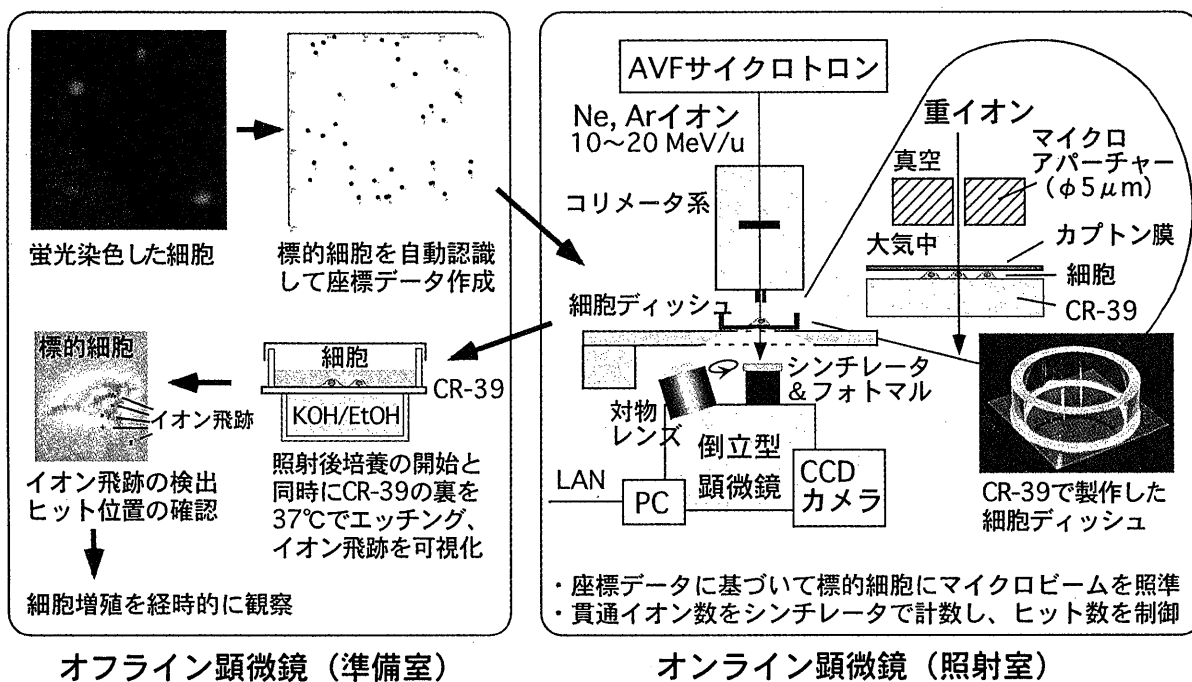 蛍光染色した細胞
標的細胞を自動認識
して座標データ作成
標的細胞
イオン飛跡
イオン飛跡の検出
ヒット位置の確認
細胞増殖を経時的に観察
細胞
CR-39
KOH/EtOH
照射後培養の開始と
同時にCR-39の裏を
37℃でエッチング、
イオン飛跡を可視化
オフライン顕微鏡（準備室）
AVFサイクロトロン
Ne, Arイオン
10～20 MeV/u
コリメータ系
細胞ディッシュ
シンチレータ
&フォトマル
対物
レンズ
倒立型
顕微鏡
LAN
PC
CCD
カメラ
重イオン
真空
マイクロ
アパーチャー
(φ5μm)
大気中
カプトン膜
細胞
CR-39
CR-39で製作した
細胞ディッシュ
・座標データに基づいて標的細胞にマイクロビームを照準
・貫通イオン数をシンチレータで計数し、ヒット数を制御
オンライン顕微鏡（照射室）